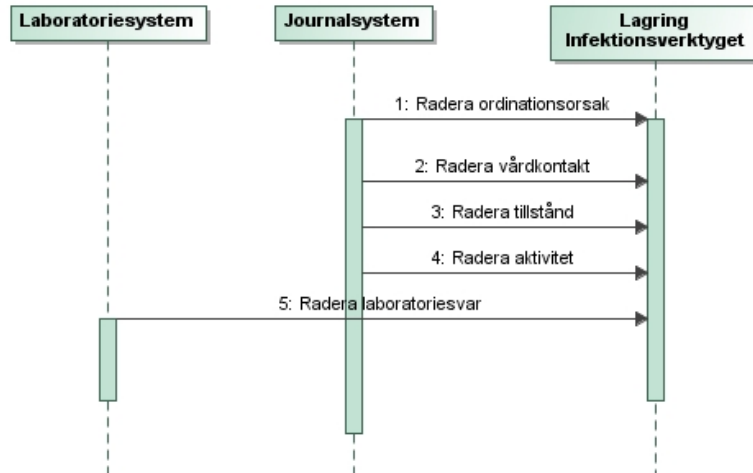 Laboratoriesystem
Journalsystem
Lagring
Infektionsverktyget
1: Radera ordinationsorsak
2: Radera vårdkontakt
3: Radera tillstånd
4: Radera aktivitet
5: Radera laboratoriesvar